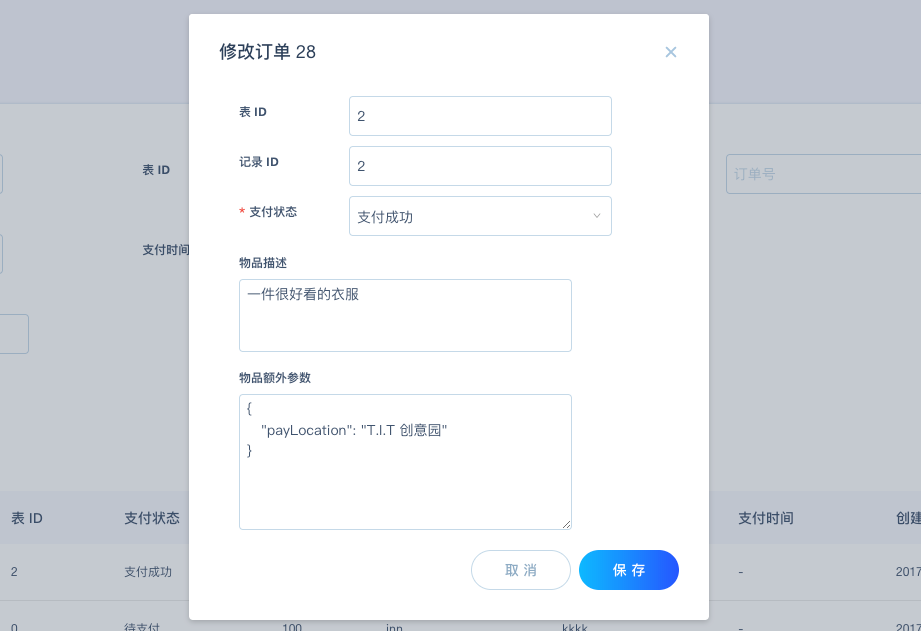 修改订单 28
表 ID
2
记录 ID
2
* 支付状态
支付成功
物品描述
一件很好看的衣服
物品额外参数
{
"payLocation": "T.I.T 创意园"
}
取 消
保 存
表 ID
订单号
支付时间
表 ID
支付状态
支付时间
创建
2
支付成功
-
2017
0
待支付
100
kkkk
-
2017